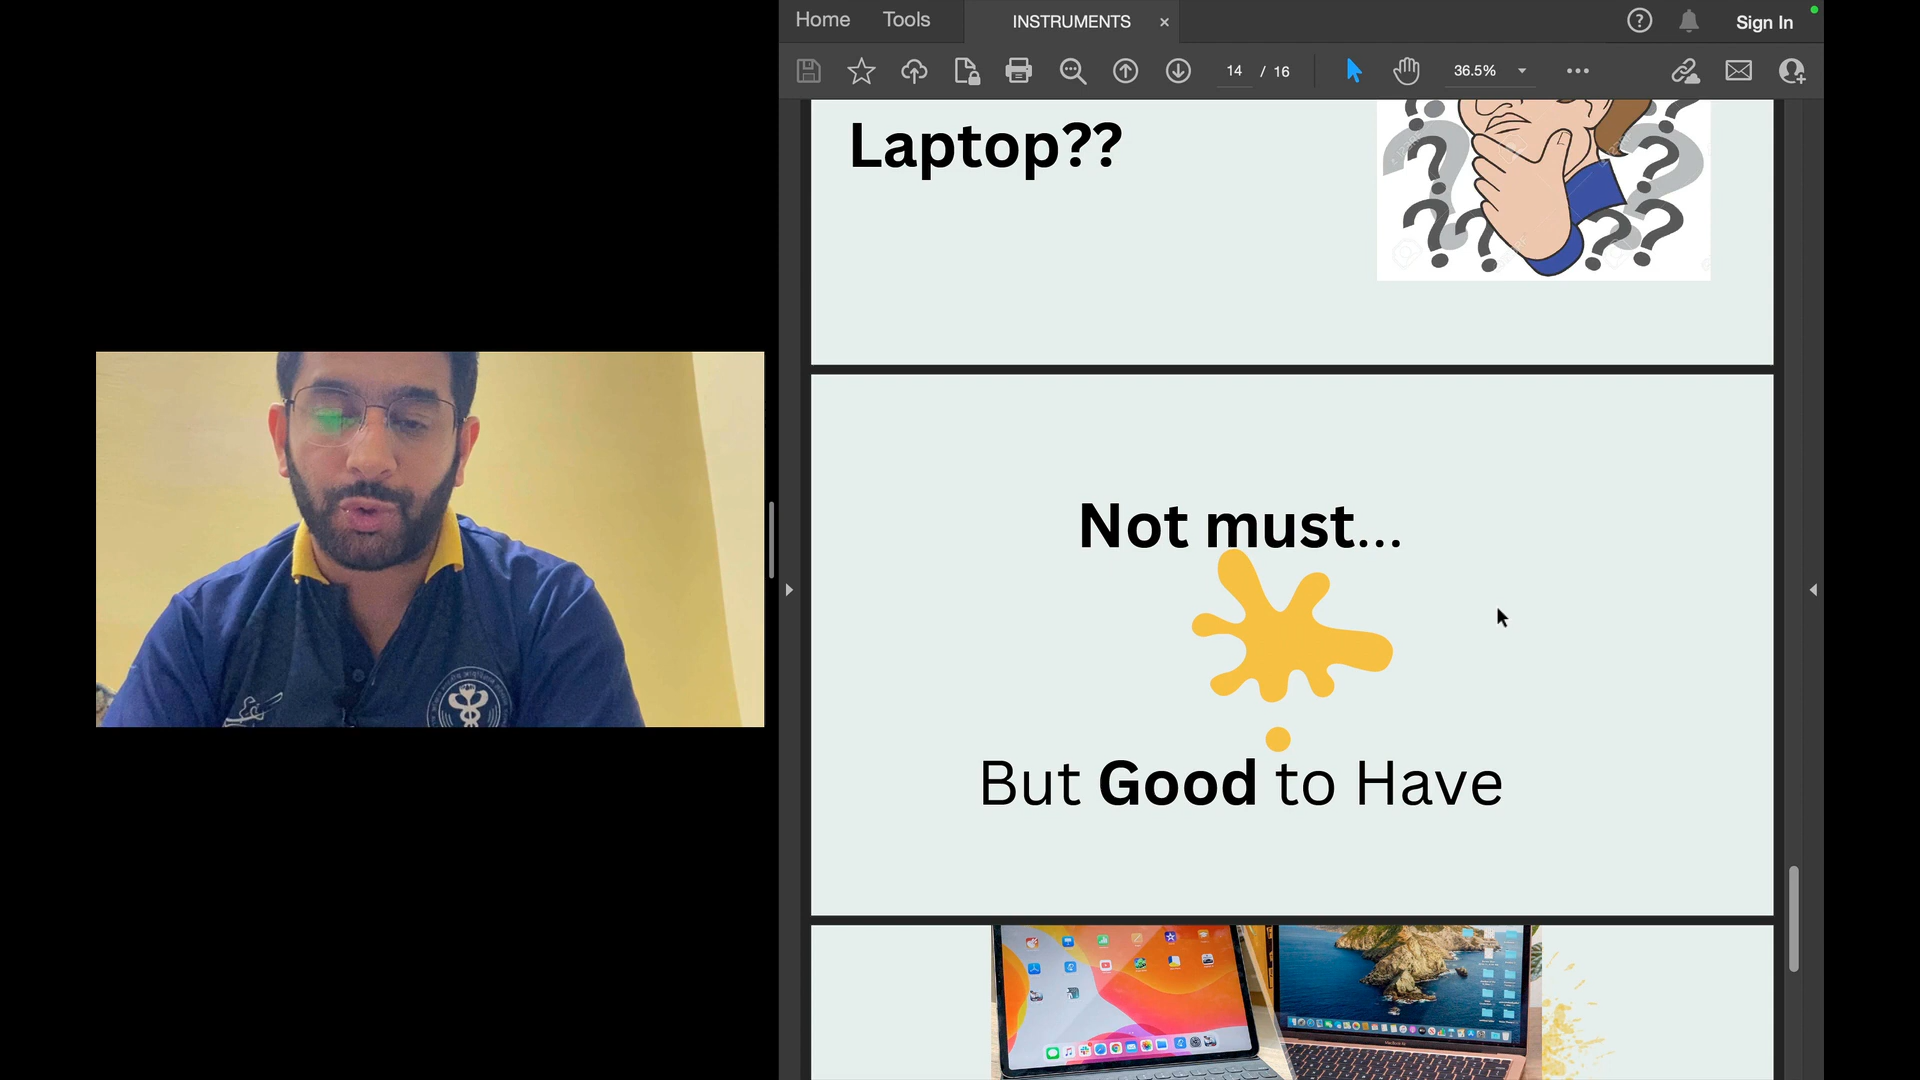 Home Tools INSTRUMENTS × ? Sign In
14 / 16 36.5%
Laptop??
Not must...
But Good to Have